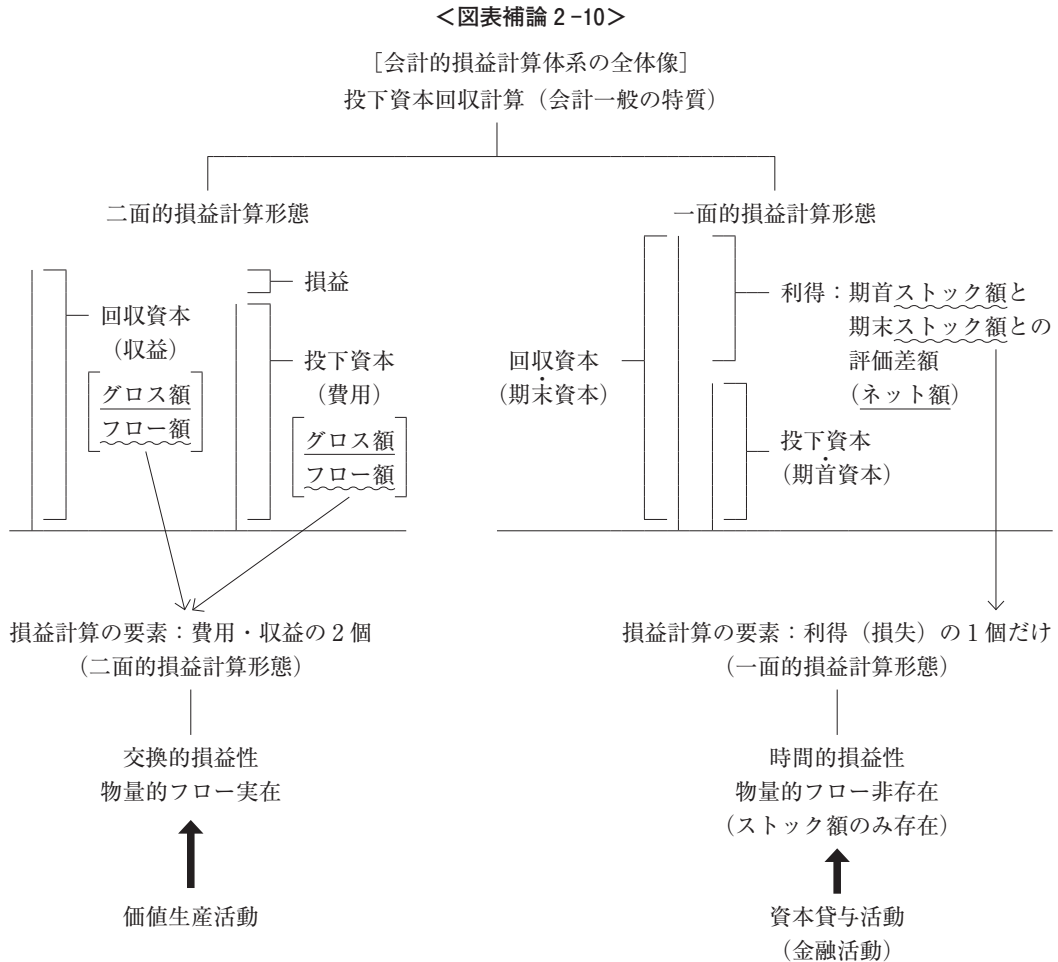 ＜図表補論2-10＞
［会計的損益計算体系の全体像］
投下資本回収計算（会計一般の特質）
二面的損益計算形態
回収資本
（収益）
グロス額
フロー額
損益
投下資本
（費用）
グロス額
フロー額
損益計算の要素：費用・収益の2個
（二面的損益計算形態）
交換的損益性
物量的フロー実在
価値生産活動
一面的損益計算形態
回収資本
（期末資本）
利得：期首ストック額と
期末ストック額との
評価差額
（ネット額）
投下資本
（期首資本）
損益計算の要素：利得（損失）の1個だけ
（一面的損益計算形態）
時間的損益性
物量的フロー非存在
（ストック額のみ存在）
資本貸与活動
（金融活動）